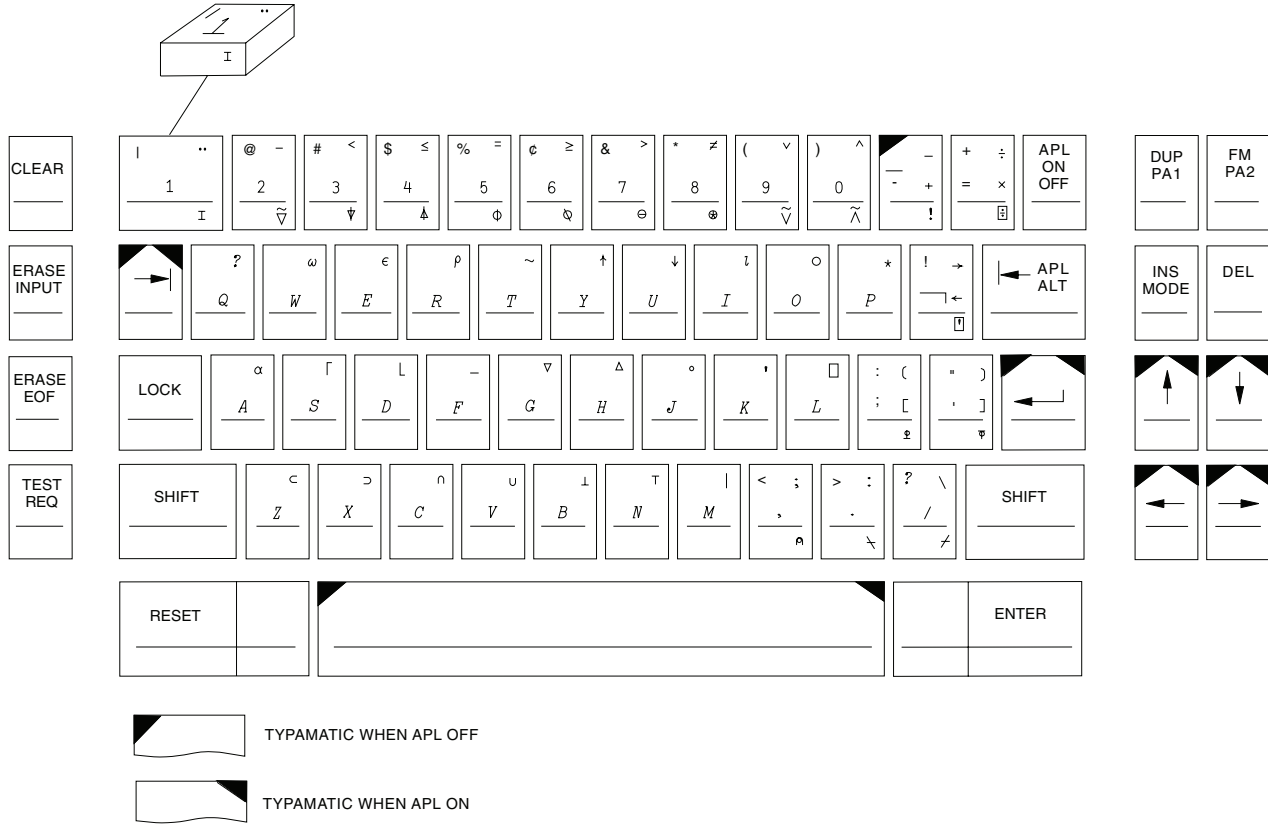 1 ¨
⌶
CLEAR
| ¨ 1 ⌶
@ ¯ 2 ⍫
# < 3 ⍒
$ ≤ 4 ⍋
% = 5 ⌽
¢ ≥ 6 ⍉
& > 7 ⊖
* ≠ 8 ⍟
( ∨ 9 ⍱
) ∧ 0 ⍲
_ − - + !
+ ÷ = × ⌹
APL ON OFF
DUP PA1
FM PA2
ERASE INPUT
→|
? Q
ω W
ϵ E
ρ R
~ T
↑ Y
↓ U
ι I
○ O
* P
! → ¬ ← ⍞
|← APL ALT
INS MODE
DEL
ERASE EOF
LOCK
α A
⌈ S
⌊ D
_ F
∇ G
∆ H
∘ J
' K
⎕ L
: ( ; [ ⍎
" ) ' ] ⍕
↵
↑
↓
TEST REQ
SHIFT
⊂ Z
⊃ X
∩ C
∪ V
⊥ B
⊤ N
| M
< ; , ⍝
> : . ⍀
? \ / ⌿
SHIFT
←
→
RESET
ENTER
TYPAMATIC WHEN APL OFF
TYPAMATIC WHEN APL ON